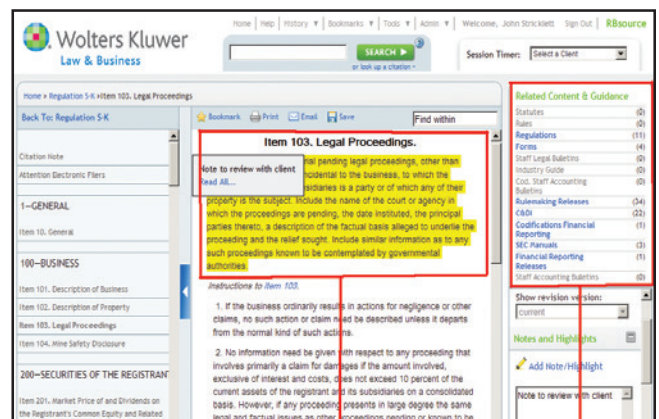 Home | Help | History ▼ | Bookmarks ▼ | Tools ▼ | Admin ▼ | Welcome, John Stricklett Sign Out | RBsource
Wolters Kluwer
Law & Business
SEARCH ▶
?
or look up a citation
Session Timer: Select a Client
Home » Regulation S-K »Item 103. Legal Proceedings
Back To: Regulation S-K
Citation Note
Attention Electronic Filers
1—GENERAL
Item 10. General
100—BUSINESS
Item 101. Description of Business
Item 102. Description of Property
Item 103. Legal Proceedings
Item 104. Mine Safety Disclosure
200—SECURITIES OF THE REGISTRANT
Item 201. Market Price of and Dividends on
the Registrant's Common Equity and Related
Bookmark Print Email Save Find within
Item 103. Legal Proceedings.
Note to review with client
Read All...
pending legal proceedings, other than
incidental to the business, to which the
subsidiaries is a party or of which any of their
property is the subject. Include the name of the court or agency in
which the proceedings are pending, the date instituted, the principal
parties thereto, a description of the factual basis alleged to underlie the
proceeding and the relief sought. Include similar information as to any
such proceedings known to be contemplated by governmental
authorities.
Instructions to Item 103.
1. If the business ordinarily results in actions for negligence or other
claims, no such action or claim need be described unless it departs
from the normal kind of such actions.
2. No information need be given with respect to any proceeding that
involves primarily a claim for damages if the amount involved,
exclusive of interest and costs, does not exceed 10 percent of the
current assets of the registrant and its subsidiaries on a consolidated
basis. However, if any proceeding presents in large degree the same
legal and factual issues as other proceedings pending or known to be
Related Content & Guidance
Statutes (0)
Rules (0)
Regulations (11)
Forms (4)
Staff Legal Bulletins (0)
Industry Guide (0)
Cod. Staff Accounting (0)
Bulletins
Rulemaking Releases (34)
C&DI (22)
Codifications Financial (1)
Reporting
SEC Manuals (3)
Financial Reporting (1)
Releases
Staff Accounting Bulletins (0)
Show revision version:
current
Notes and Highlights
Add Note/Highlight
Note to review with client